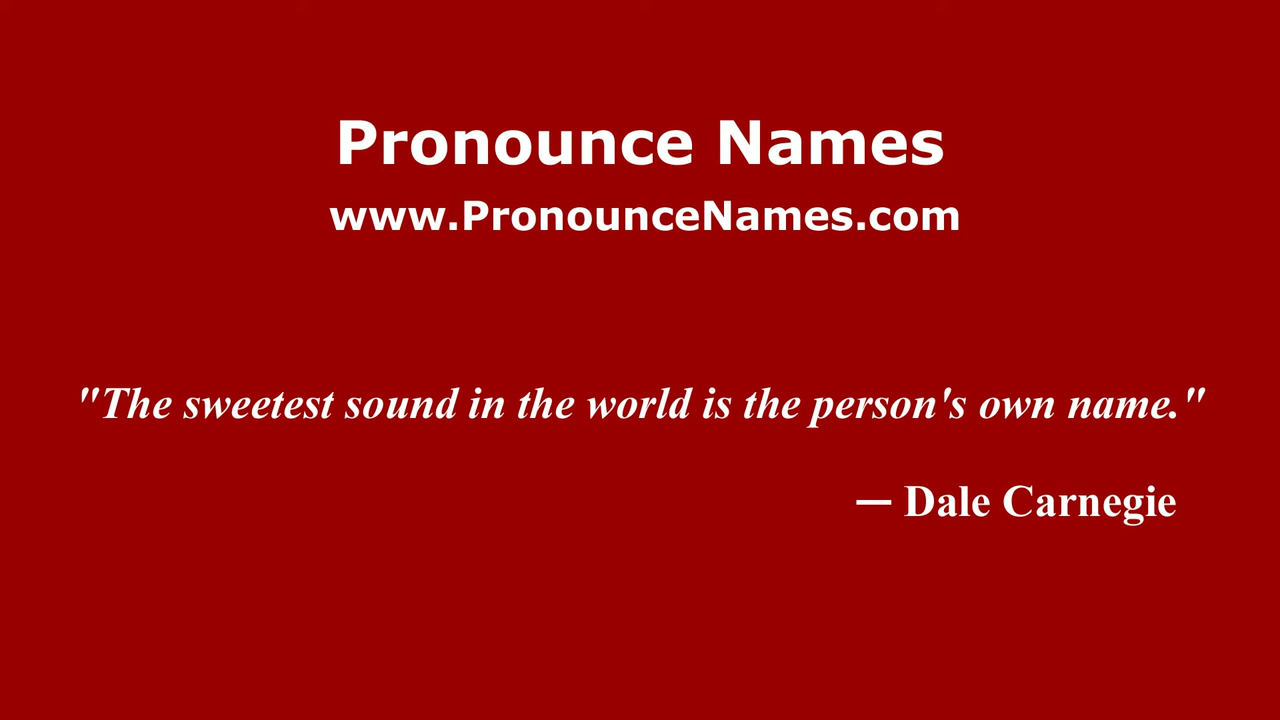 Pronounce Names
www.PronounceNames.com
"The sweetest sound in the world is the person's own name."
— Dale Carnegie